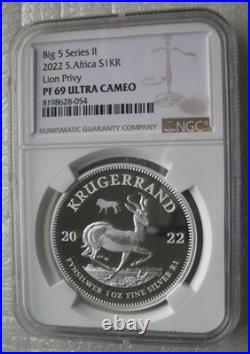 Big 5 Series II
2022 S.Africa S1KR
Lion Privy
PF 69 ULTRA CAMEO
8198628-054
NUMISMATIC GUARANTY COMPANY
NGC
KRUGERRAND
20 22
FYNSILWER 1 OZ FINE SILVER R1